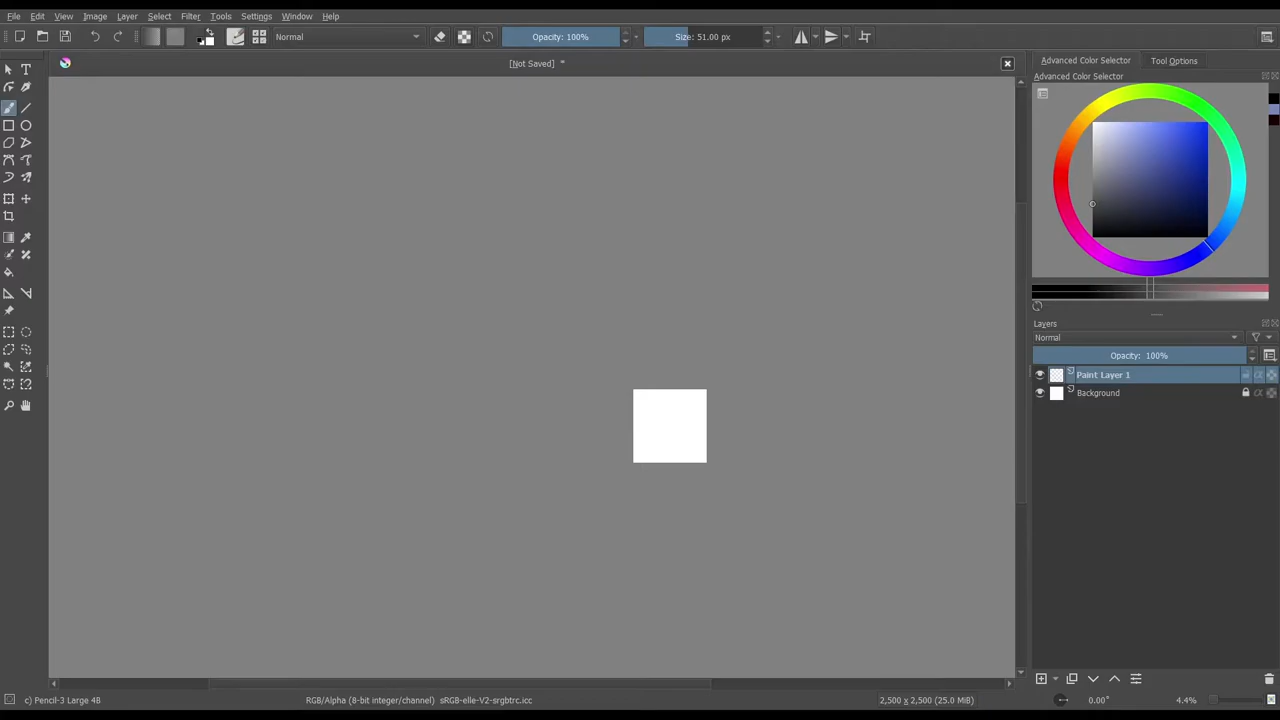 File Edit View Image Layer Select Filter Tools Settings Window Help
Normal Opacity: 100% Size: 51.00 px
[Not Saved] *
Advanced Color Selector Tool Options
Advanced Color Selector
Layers
Normal
Opacity: 100%
Paint Layer 1
Background
c) Pencil-3 Large 4B RGB/Alpha (8-bit integer/channel) sRGB-elle-V2-srgbtrc.icc 2,500 x 2,500 (25.0 MiB) 0.00° 4.4%